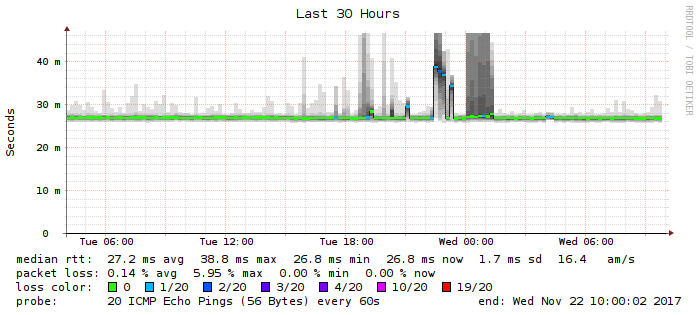 Last 30 Hours
RRDTOOL / TOBI OETIKER
Seconds
40 m
30 m
20 m
10 m
0
Tue 06:00 Tue 12:00 Tue 18:00 Wed 00:00 Wed 06:00
median rtt: 27.2 ms avg 38.8 ms max 26.8 ms min 26.8 ms now 1.7 ms sd 16.4 am/s
packet loss: 0.14 % avg 5.95 % max 0.00 % min 0.00 % now
loss color: 0 1/20 2/20 3/20 4/20 10/20 19/20
probe: 20 ICMP Echo Pings (56 Bytes) every 60s end: Wed Nov 22 10:00:02 2017